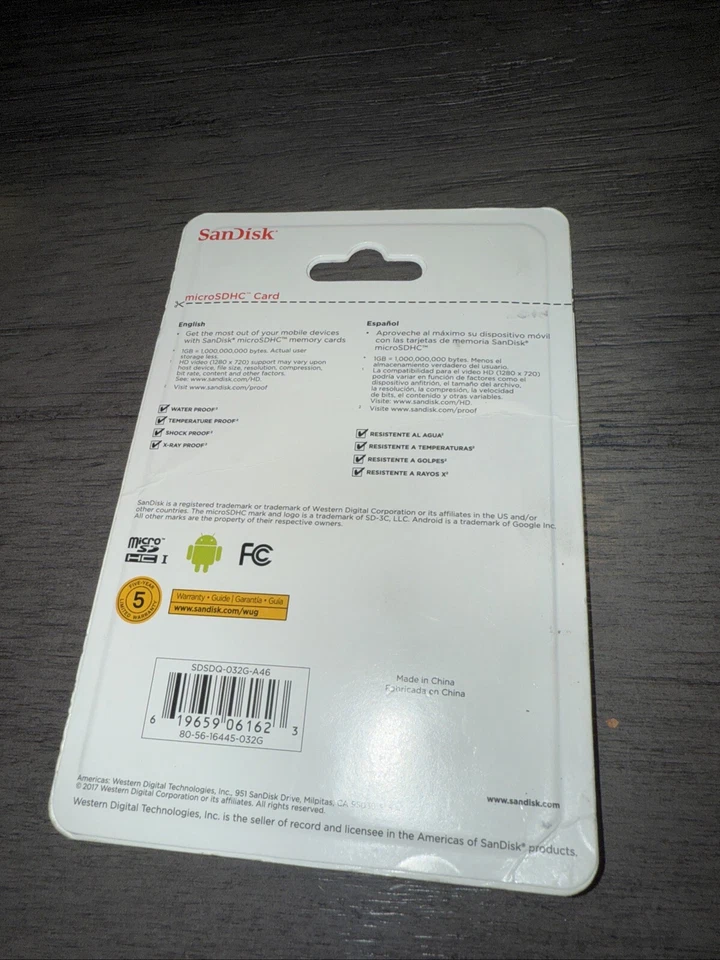 SanDisk
microSDHC™ Card
English
• Get the most out of your mobile devices
with SanDisk® microSDHC™ memory cards
1GB = 1,000,000,000 bytes. Actual user
storage less.
HD video (1280 x 720) support may vary upon
host device, file size, resolution, compression,
bit rate, content and other factors.
See: www.sandisk.com/HD.
Visit www.sandisk.com/proof
WATER PROOF
TEMPERATURE PROOF
SHOCK PROOF
X-RAY PROOF
Español
• Aproveche al máximo su dispositivo móvil
con las tarjetas de memoria SanDisk®
microSDHC™
1GB = 1,000,000,000 bytes. Menos el
almacenamiento verdadero del usuario.
La compatibilidad para el video HD (1280 x 720)
podría variar en función de factores como el
dispositivo anfitrión, el tamaño del archivo,
la resolución, la compresión, la velocidad
de bits, el contenido y otras variables.
Visite: www.sandisk.com/HD.
Visite www.sandisk.com/proof
RESISTENTE AL AGUA
RESISTENTE A TEMPERATURAS
RESISTENTE A GOLPES
RESISTENTE A RAYOS X
SanDisk is a registered trademark or trademark of Western Digital Corporation or its affiliates in the US and/or
other countries. The microSDHC mark and logo is a trademark of SD-3C, LLC. Android is a trademark of Google Inc.
All other marks are the property of their respective owners.
micro™
SD
HC I
FC
FIVE-YEAR
5
LIMITED WARRANTY
Warranty • Guide | Garantía • Guía
www.sandisk.com/wug
SDSDQ-032G-A46
6 19659 06162 3
80-56-16445-032G
Made in China
Fabricada en China
Americas: Western Digital Technologies, Inc., 951 SanDisk Drive, Milpitas, CA
© 2017 Western Digital Corporation or its affiliates. All rights reserved.
www.sandisk.com
Western Digital Technologies, Inc. is the seller of record and licensee in the Americas of SanDisk® products.